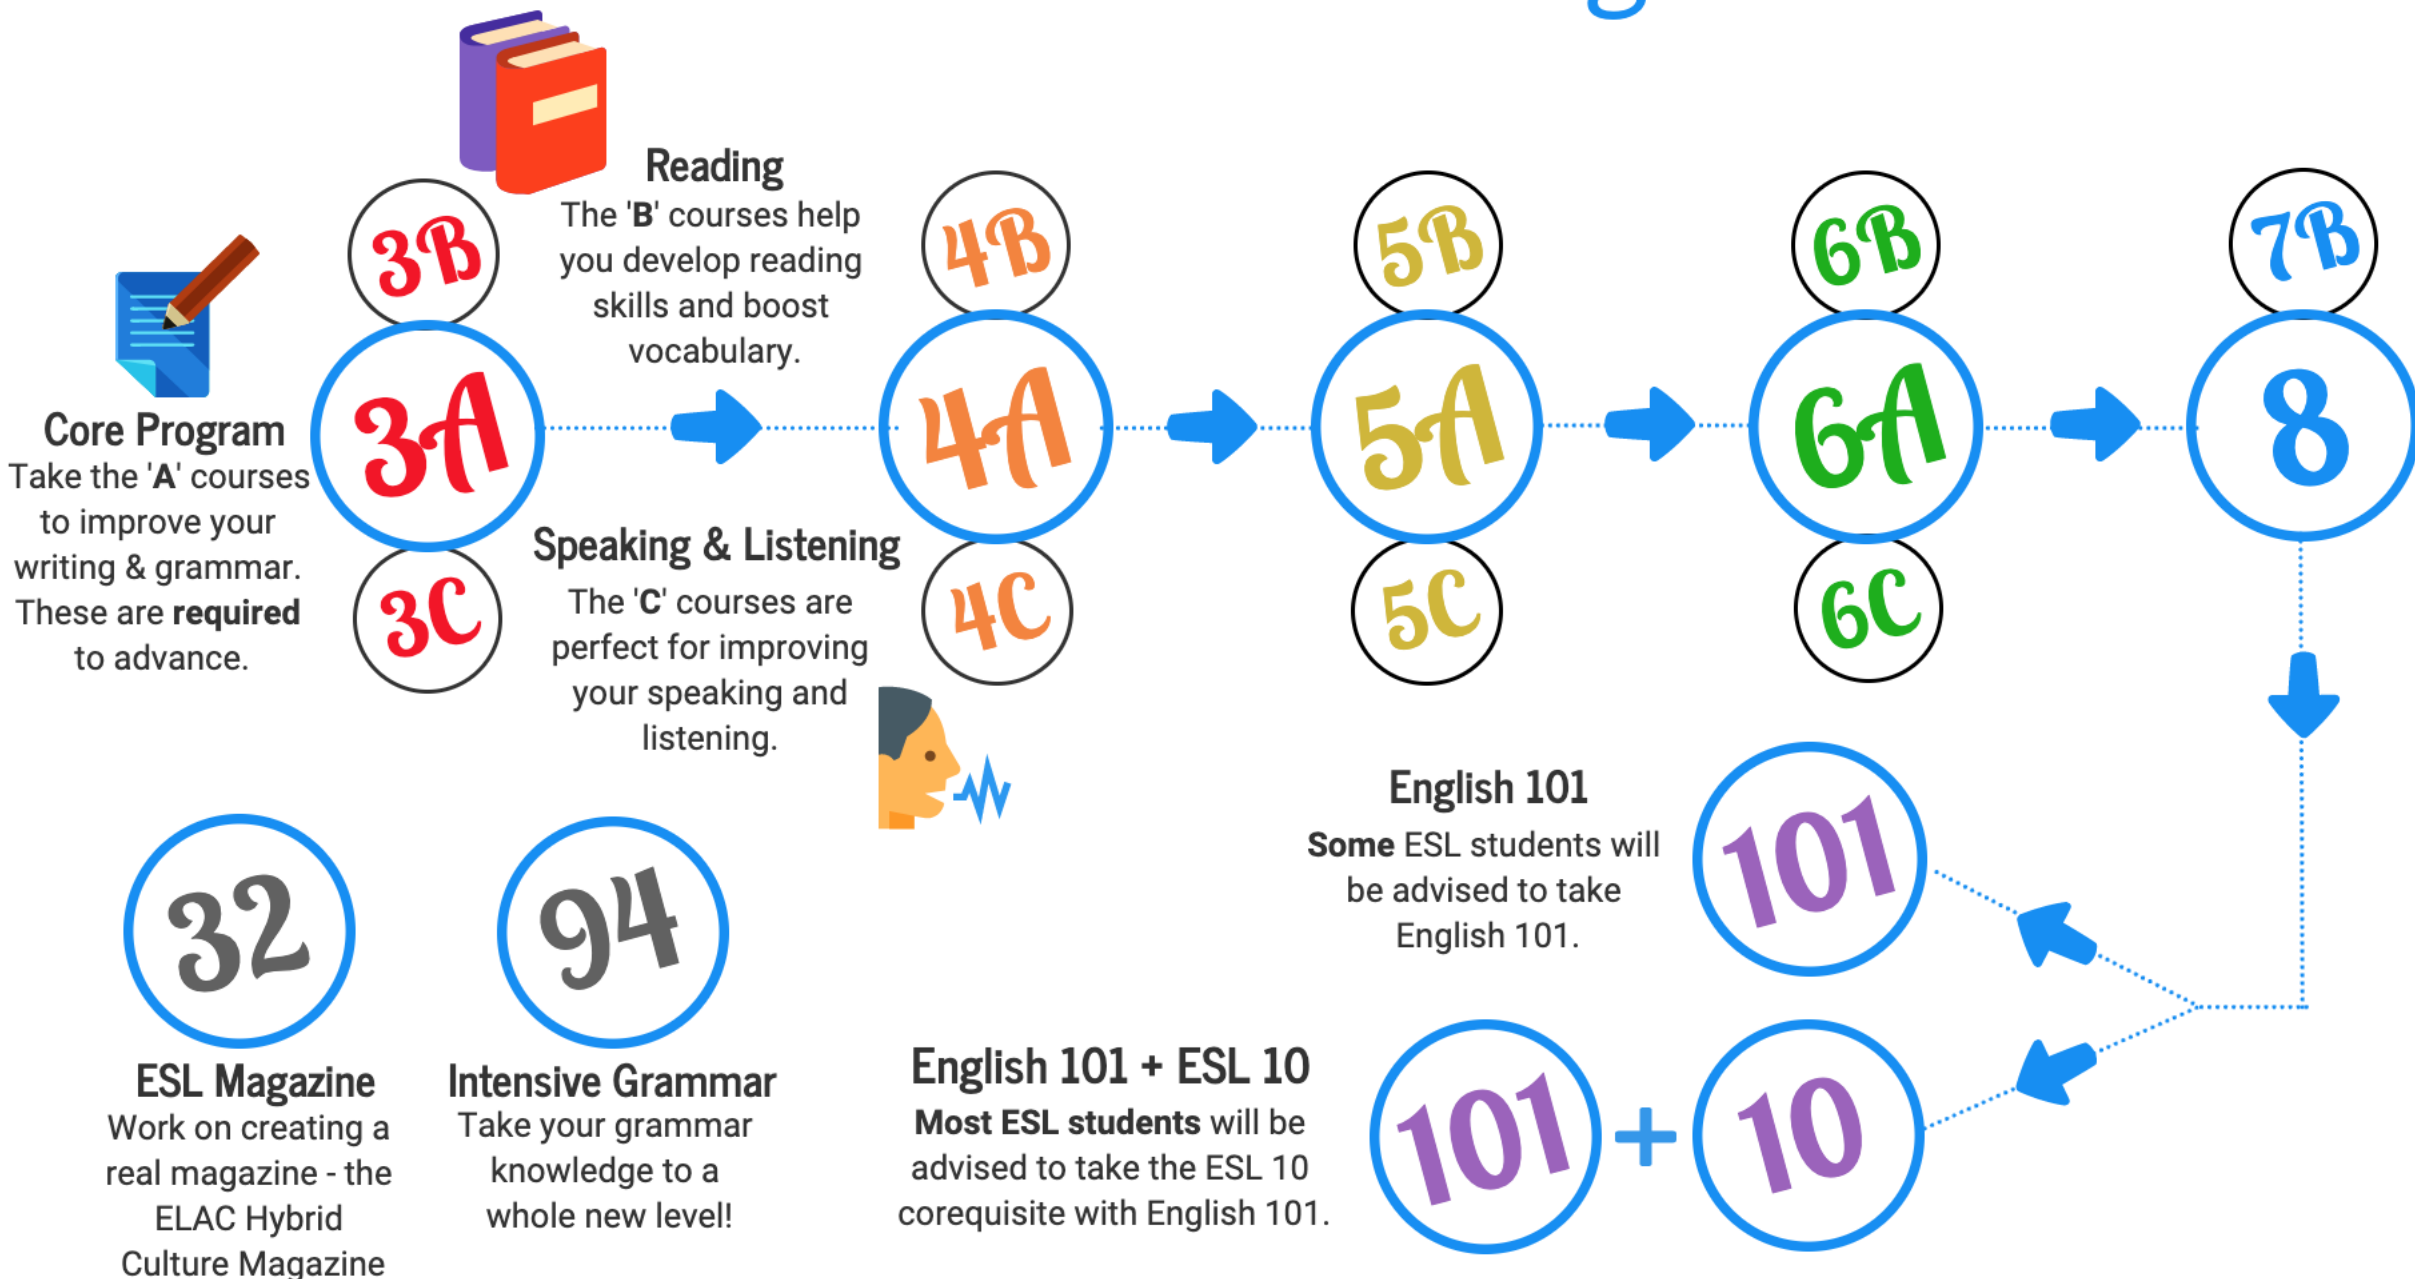 g
3B
Reading
The 'B' courses help
you develop reading
skills and boost
vocabulary.
4B
5B
6B
7B
Core Program
Take the 'A' courses
to improve your
writing & grammar.
These are required
to advance.
3A
4A
5A
6A
8
3C
Speaking & Listening
The 'C' courses are
perfect for improving
your speaking and
listening.
4C
5C
6C
English 101
Some ESL students will
be advised to take
English 101.
101
32
ESL Magazine
Work on creating a
real magazine - the
ELAC Hybrid
Culture Magazine
94
Intensive Grammar
Take your grammar
knowledge to a
whole new level!
English 101 + ESL 10
Most ESL students will be
advised to take the ESL 10
corequisite with English 101.
101 + 10